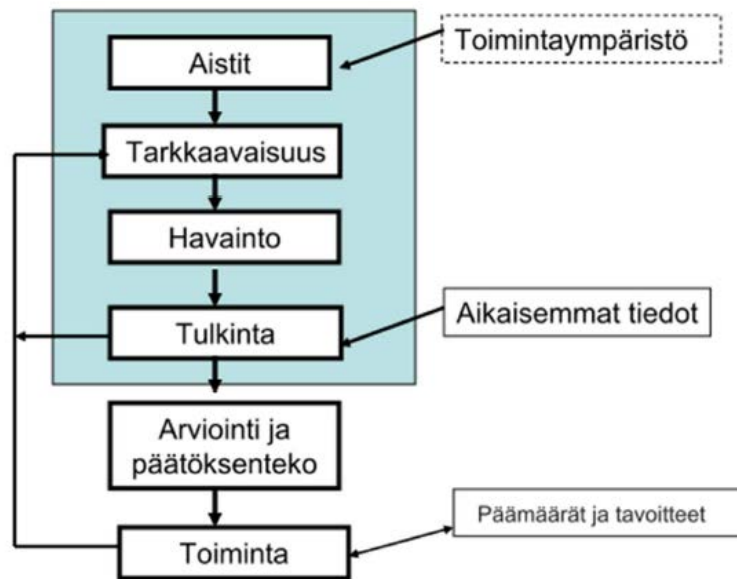 Aistit
Toimintaympäristö
Tarkkaavaisuus
Havainto
Tulkinta
Aikaisemmat tiedot
Arviointi ja
päätöksenteko
Päämäärät ja tavoitteet
Toiminta